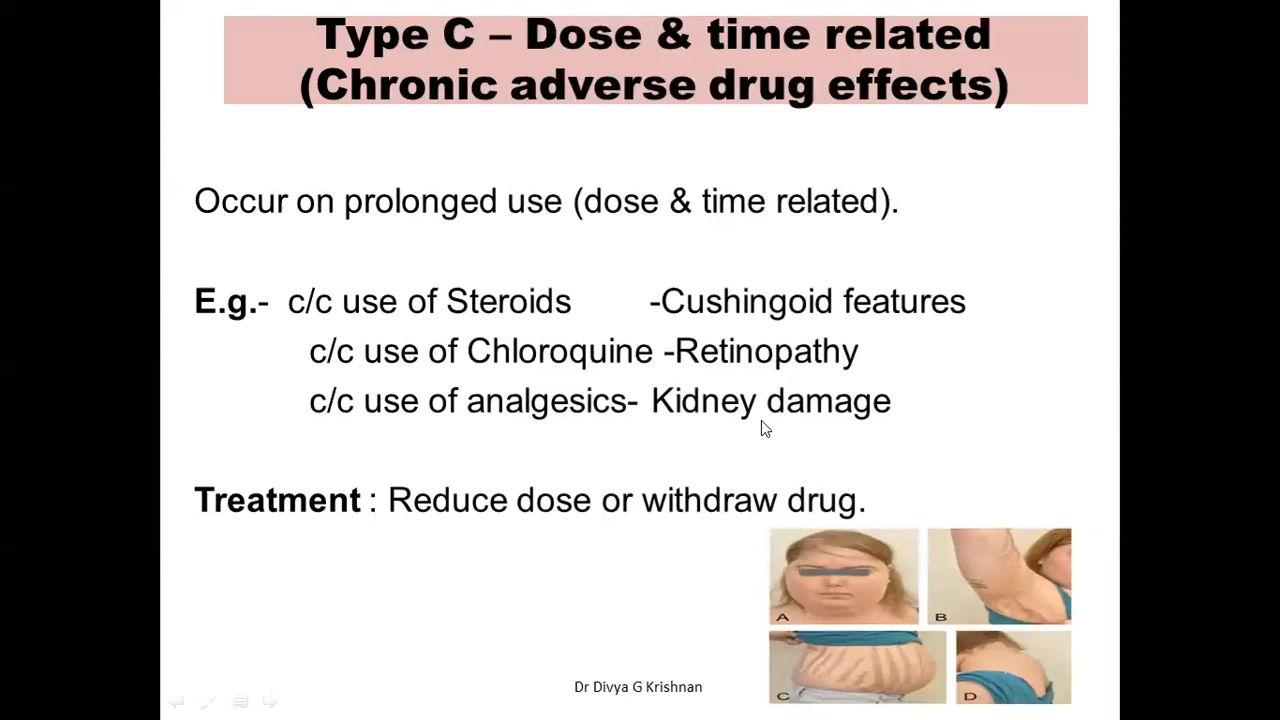 Type C – Dose & time related
(Chronic adverse drug effects)
Occur on prolonged use (dose & time related).
E.g.- c/c use of Steroids -Cushingoid features
c/c use of Chloroquine -Retinopathy
c/c use of analgesics- Kidney damage
Treatment : Reduce dose or withdraw drug.
A
B
C
D
Dr Divya G Krishnan